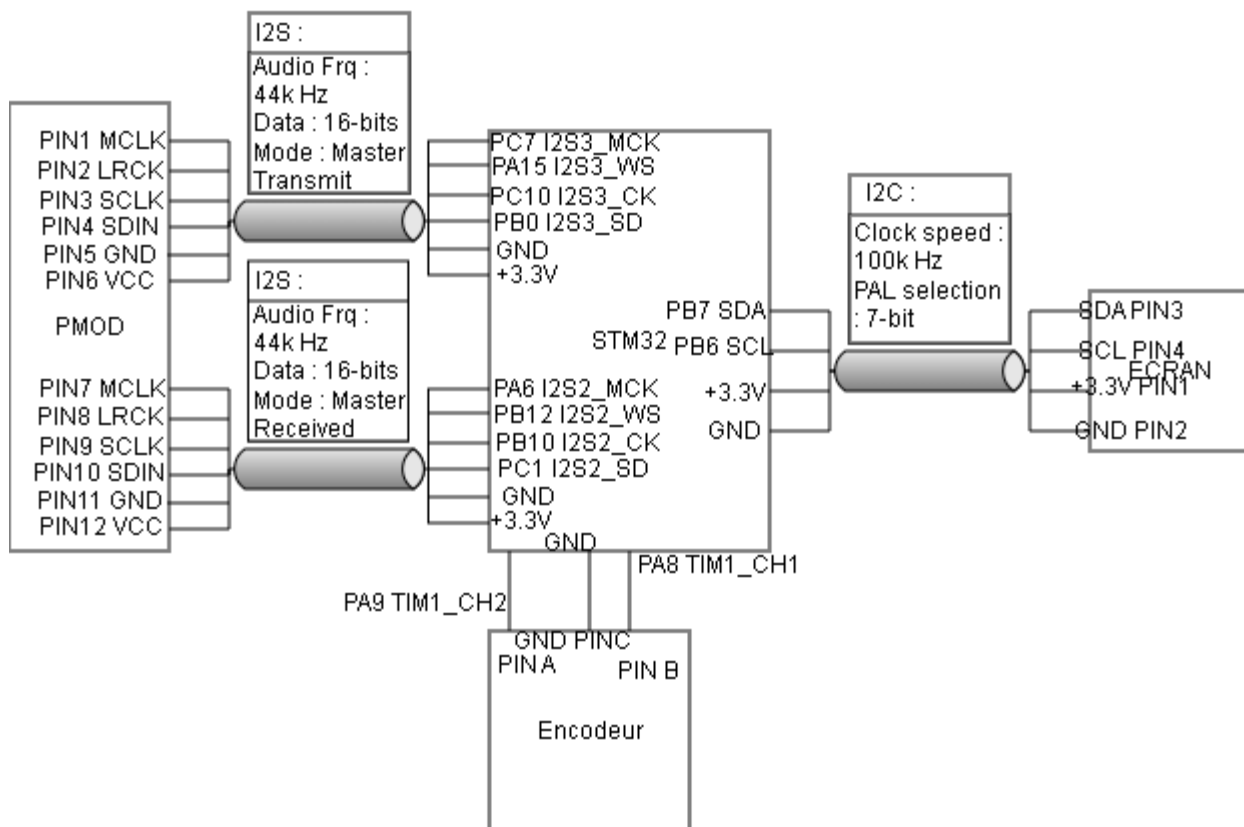 I2S :
Audio Frq :
44k Hz
Data : 16-bits
Mode : Master
Transmit
PIN1 MCLK
PIN2 LRCK
PIN3 SCLK
PIN4 SDIN
PIN5 GND
PIN6 VCC
PMOD
PIN7 MCLK
PIN8 LRCK
PIN9 SCLK
PIN10 SDIN
PIN11 GND
PIN12 VCC
I2S :
Audio Frq :
44k Hz
Data : 16-bits
Mode : Master
Received
PC7 I2S3_MCK
PA15 I2S3_WS
PC10 I2S3_CK
PB0 I2S3_SD
GND
+3.3V
STM32
PA6 I2S2_MCK
PB12 I2S2_WS
PB10 I2S2_CK
PC1 I2S2_SD
GND
+3.3V
GND
PB7 SDA
PB6 SCL
+3.3V
GND
I2C :
Clock speed :
100k Hz
PAL selection
: 7-bit
SDA PIN3
SCL PIN4
ECRAN
+3.3V PIN1
GND PIN2
PA8 TIM1_CH1
PA9 TIM1_CH2
GND PINC
PIN A
PIN B
Encodeur